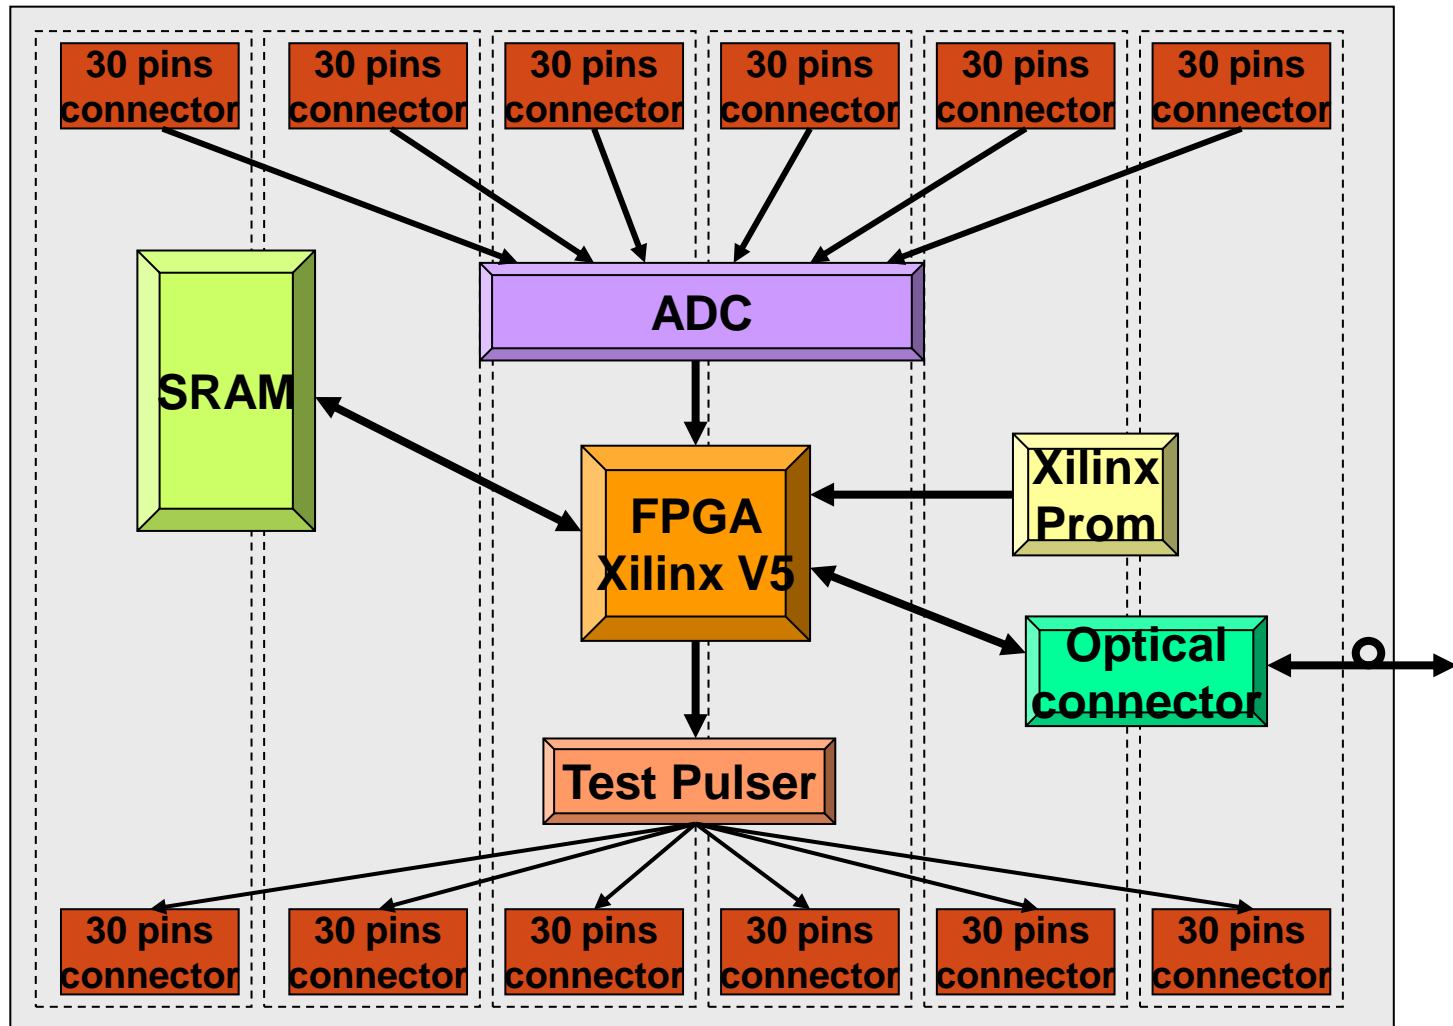 30 pins
connector
30 pins
connector
30 pins
connector
30 pins
connector
30 pins
connector
30 pins
connector
ADC
SRAM
FPGA
Xilinx V5
Xilinx
Prom
Optical
connector
Test Pulser
30 pins
connector
30 pins
connector
30 pins
connector
30 pins
connector
30 pins
connector
30 pins
connector